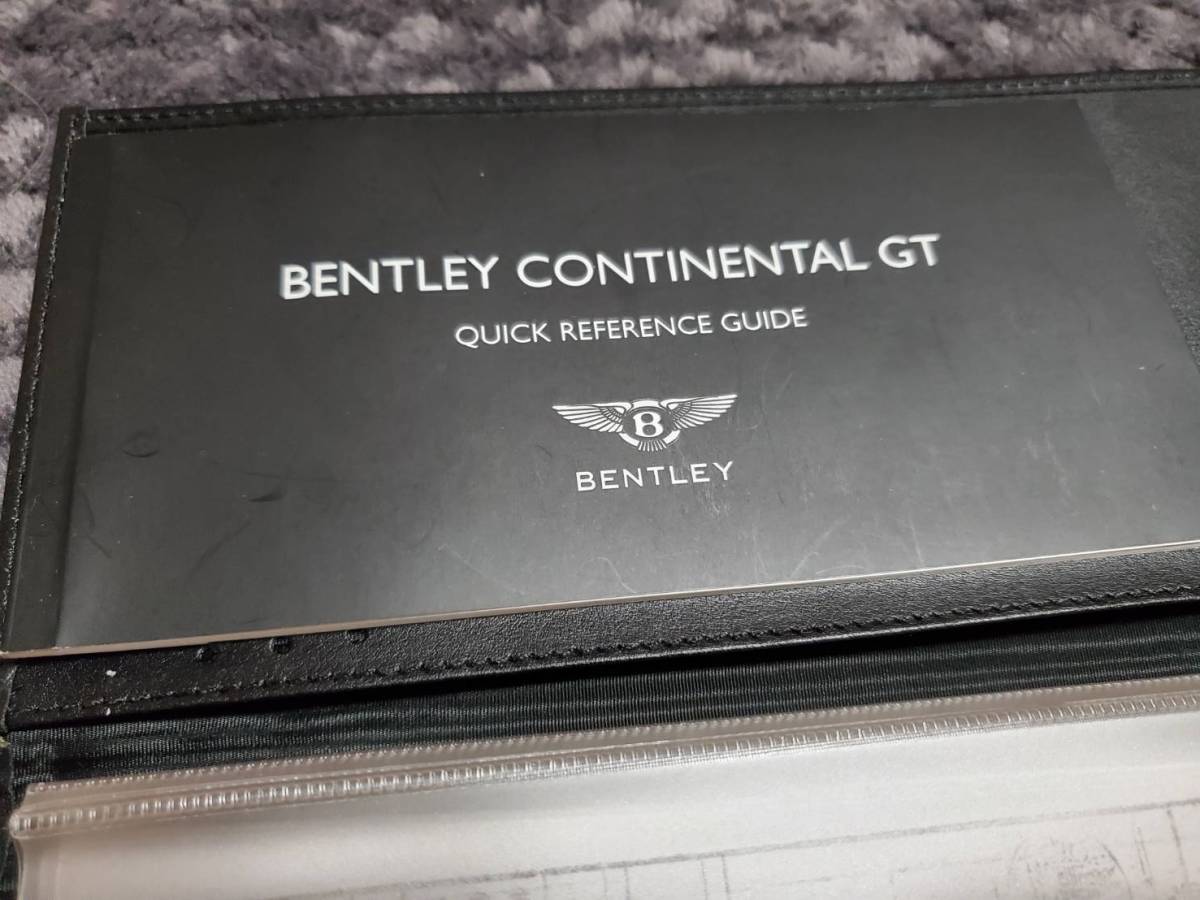 BENTLEY CONTINENTAL GT
QUICK REFERENCE GUIDE
B
BENTLEY